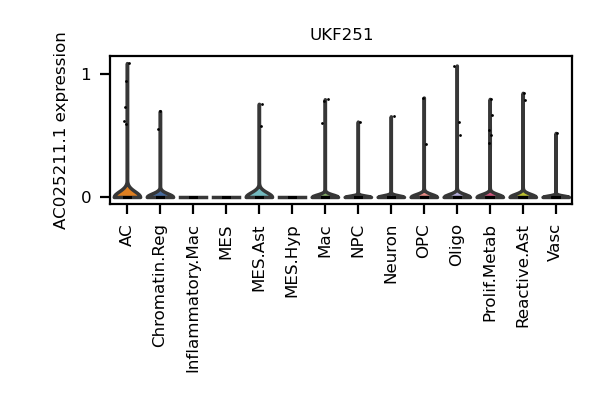 UKF251
AC025211.1 expression
1
0
AC
Chromatin.Reg
Inflammatory.Mac
MES
MES.Ast
MES.Hyp
Mac
NPC
Neuron
OPC
Oligo
Prolif.Metab
Reactive.Ast
Vasc